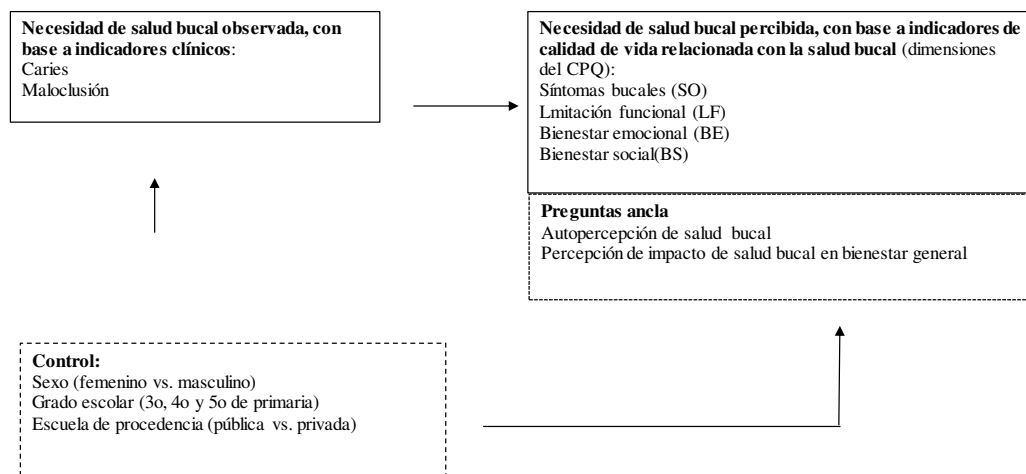 Necesidad de salud bucal observada, con
base a indicadores clínicos:
Caries
Maloclusión
Necesidad de salud bucal percibida, con base a indicadores de
calidad de vida relacionada con la salud bucal (dimensiones
del CPQ):
Síntomas bucales (SO)
Lmitación funcional (LF)
Bienestar emocional (BE)
Bienestar social(BS)
Preguntas ancla
Autopercepción de salud bucal
Percepción de impacto de salud bucal en bienestar general
Control:
Sexo (femenino vs. masculino)
Grado escolar (3o, 4o y 5o de primaria)
Escuela de procedencia (pública vs. privada)